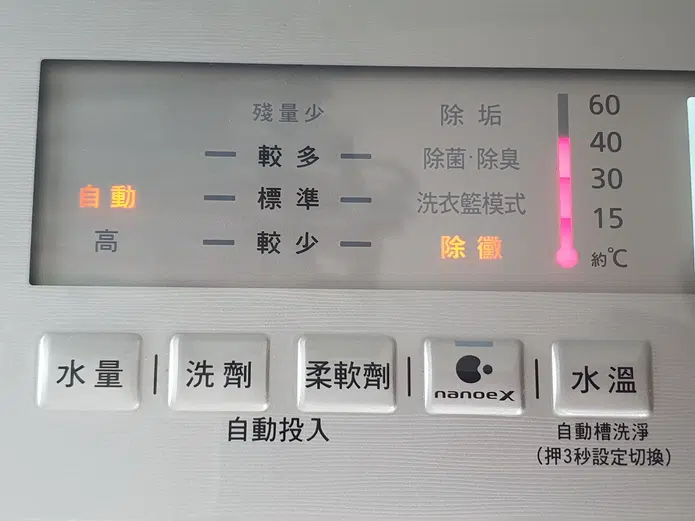 殘量少 除垢 60
較多 除菌·除臭 40
自動 標準 洗衣籃模式 30
高 較少 除黴 15
約℃
水量 洗劑 柔軟劑 nanoeX 水溫
自動投入 自動槽洗淨
(押3秒設定切換)